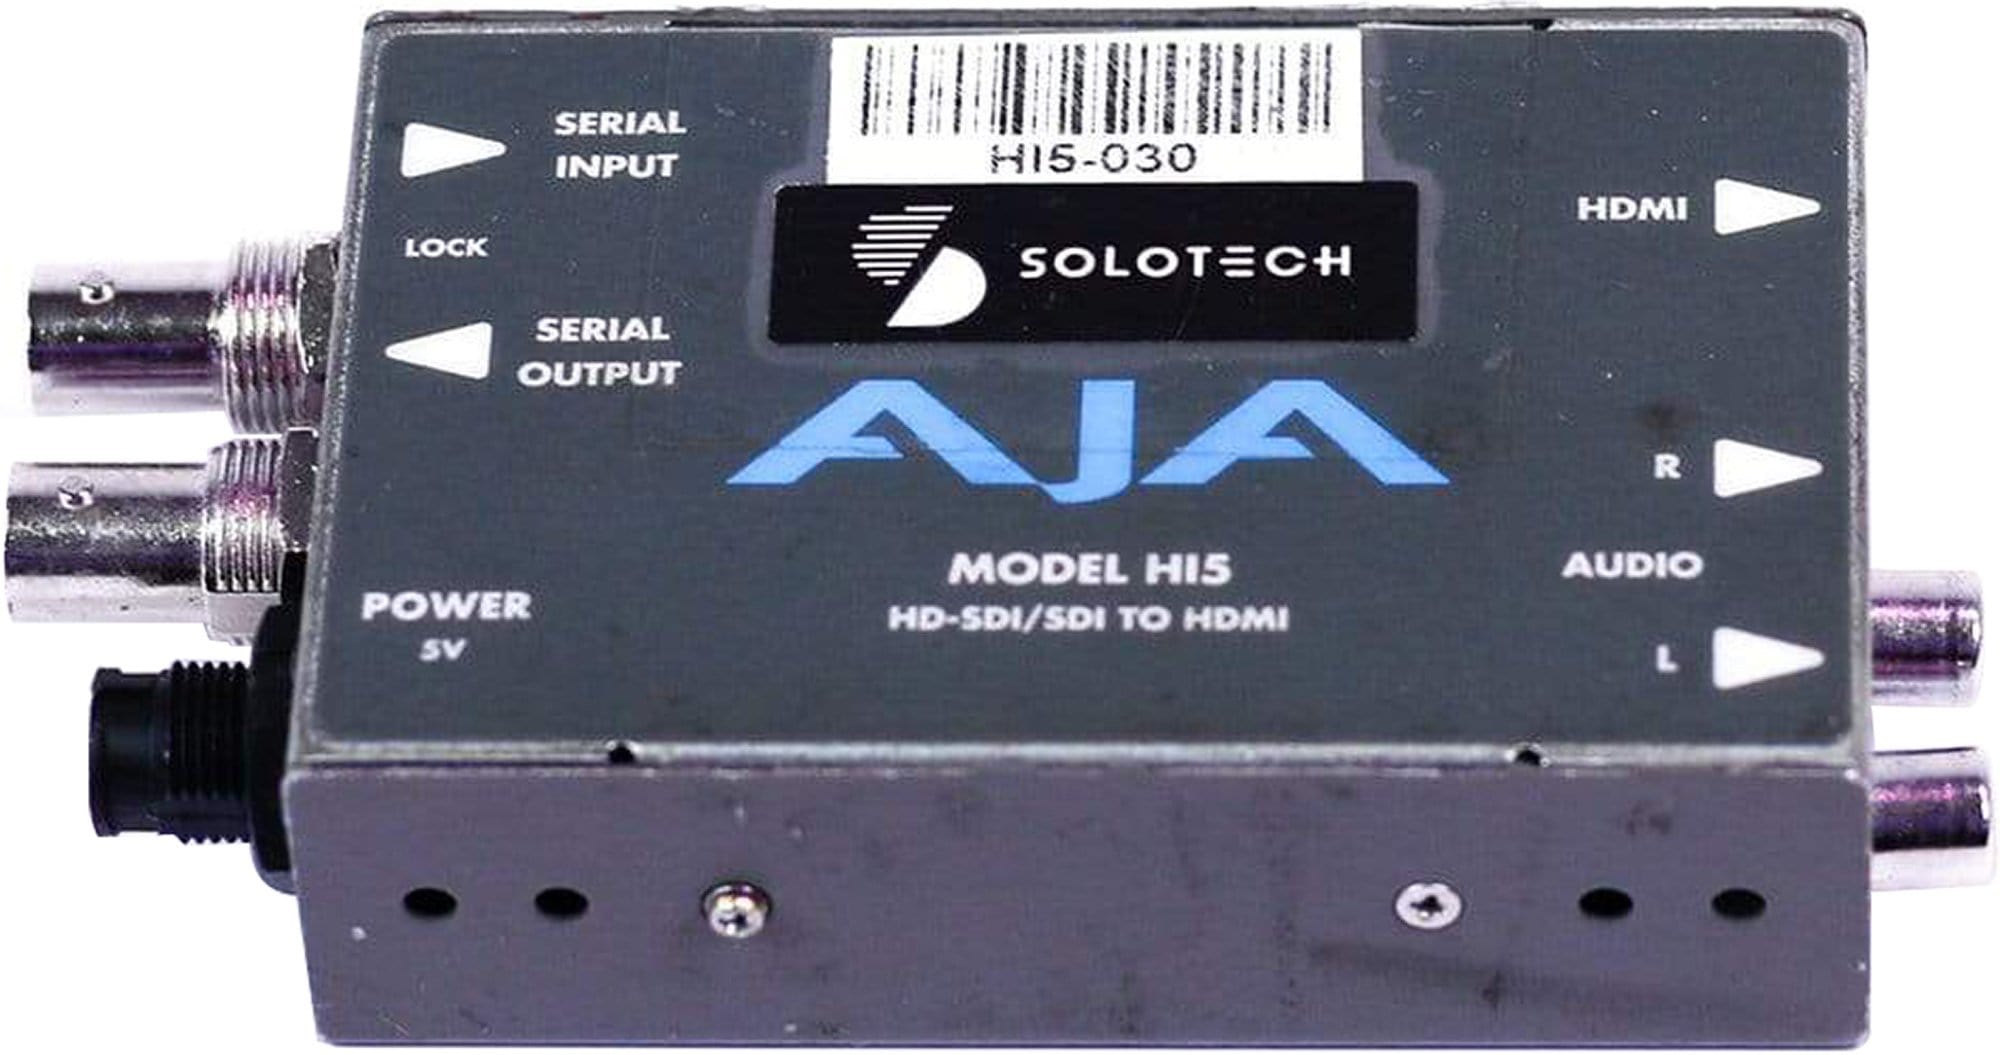 HI5-030
SOLOTECH
SERIAL
INPUT
LOCK
SERIAL
OUTPUT
POWER
5V
AJA
MODEL HI5
HD-SDI/SDI TO HDMI
HDMI
R
AUDIO
L